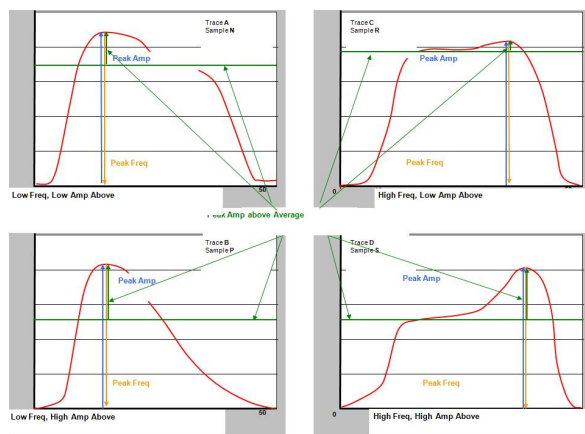 Trace A
Sample N
Peak Amp
Peak Freq
50
Low Freq, Low Amp Above
Trace C
Sample R
Peak Amp
Peak Freq
0
High Freq, Low Amp Above
Peak Amp above Average
Trace B
Sample P
Peak Amp
Peak Freq
50
Low Freq, High Amp Above
Trace D
Sample S
Peak Amp
Peak Freq
0
High Freq, High Amp Above